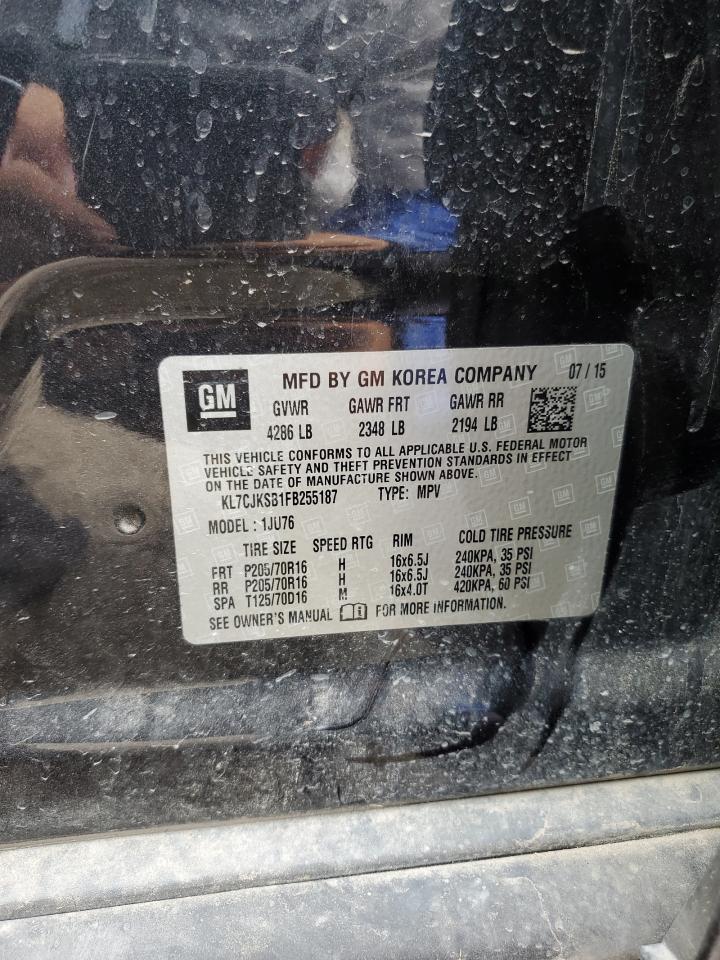 GM
MFD BY GM KOREA COMPANY 07 / 15
GVWR GAWR FRT GAWR RR
4286 LB 2348 LB 2194 LB
THIS VEHICLE CONFORMS TO ALL APPLICABLE U.S. FEDERAL MOTOR
VEHICLE SAFETY AND THEFT PREVENTION STANDARDS IN EFFECT
ON THE DATE OF MANUFACTURE SHOWN ABOVE.
KL7CJKSB1FB255187 TYPE: MPV
MODEL : 1JU76
TIRE SIZE SPEED RTG RIM COLD TIRE PRESSURE
FRT P205/70R16 H 16x6.5J 240KPA, 35 PSI
RR P205/70R16 H 16x6.5J 240KPA, 35 PSI
SPA T125/70D16 M 16x4.0T 420KPA, 60 PSI
SEE OWNER'S MANUAL FOR MORE INFORMATION.